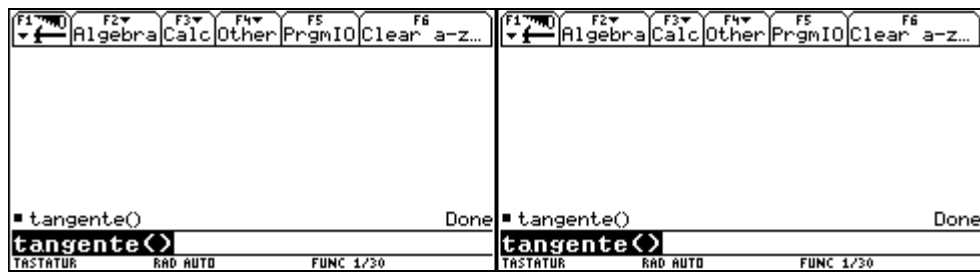 F1 F2 F3 F4 F5 F6
Algebra Calc Other PrgmIO Clear a-z…
▪ tangente() Done
tangente()
TASTATUR RAD AUTO FUNC 1/30
F1 F2 F3 F4 F5 F6
Algebra Calc Other PrgmIO Clear a-z…
▪ tangente() Done
tangente()
TASTATUR RAD AUTO FUNC 1/30